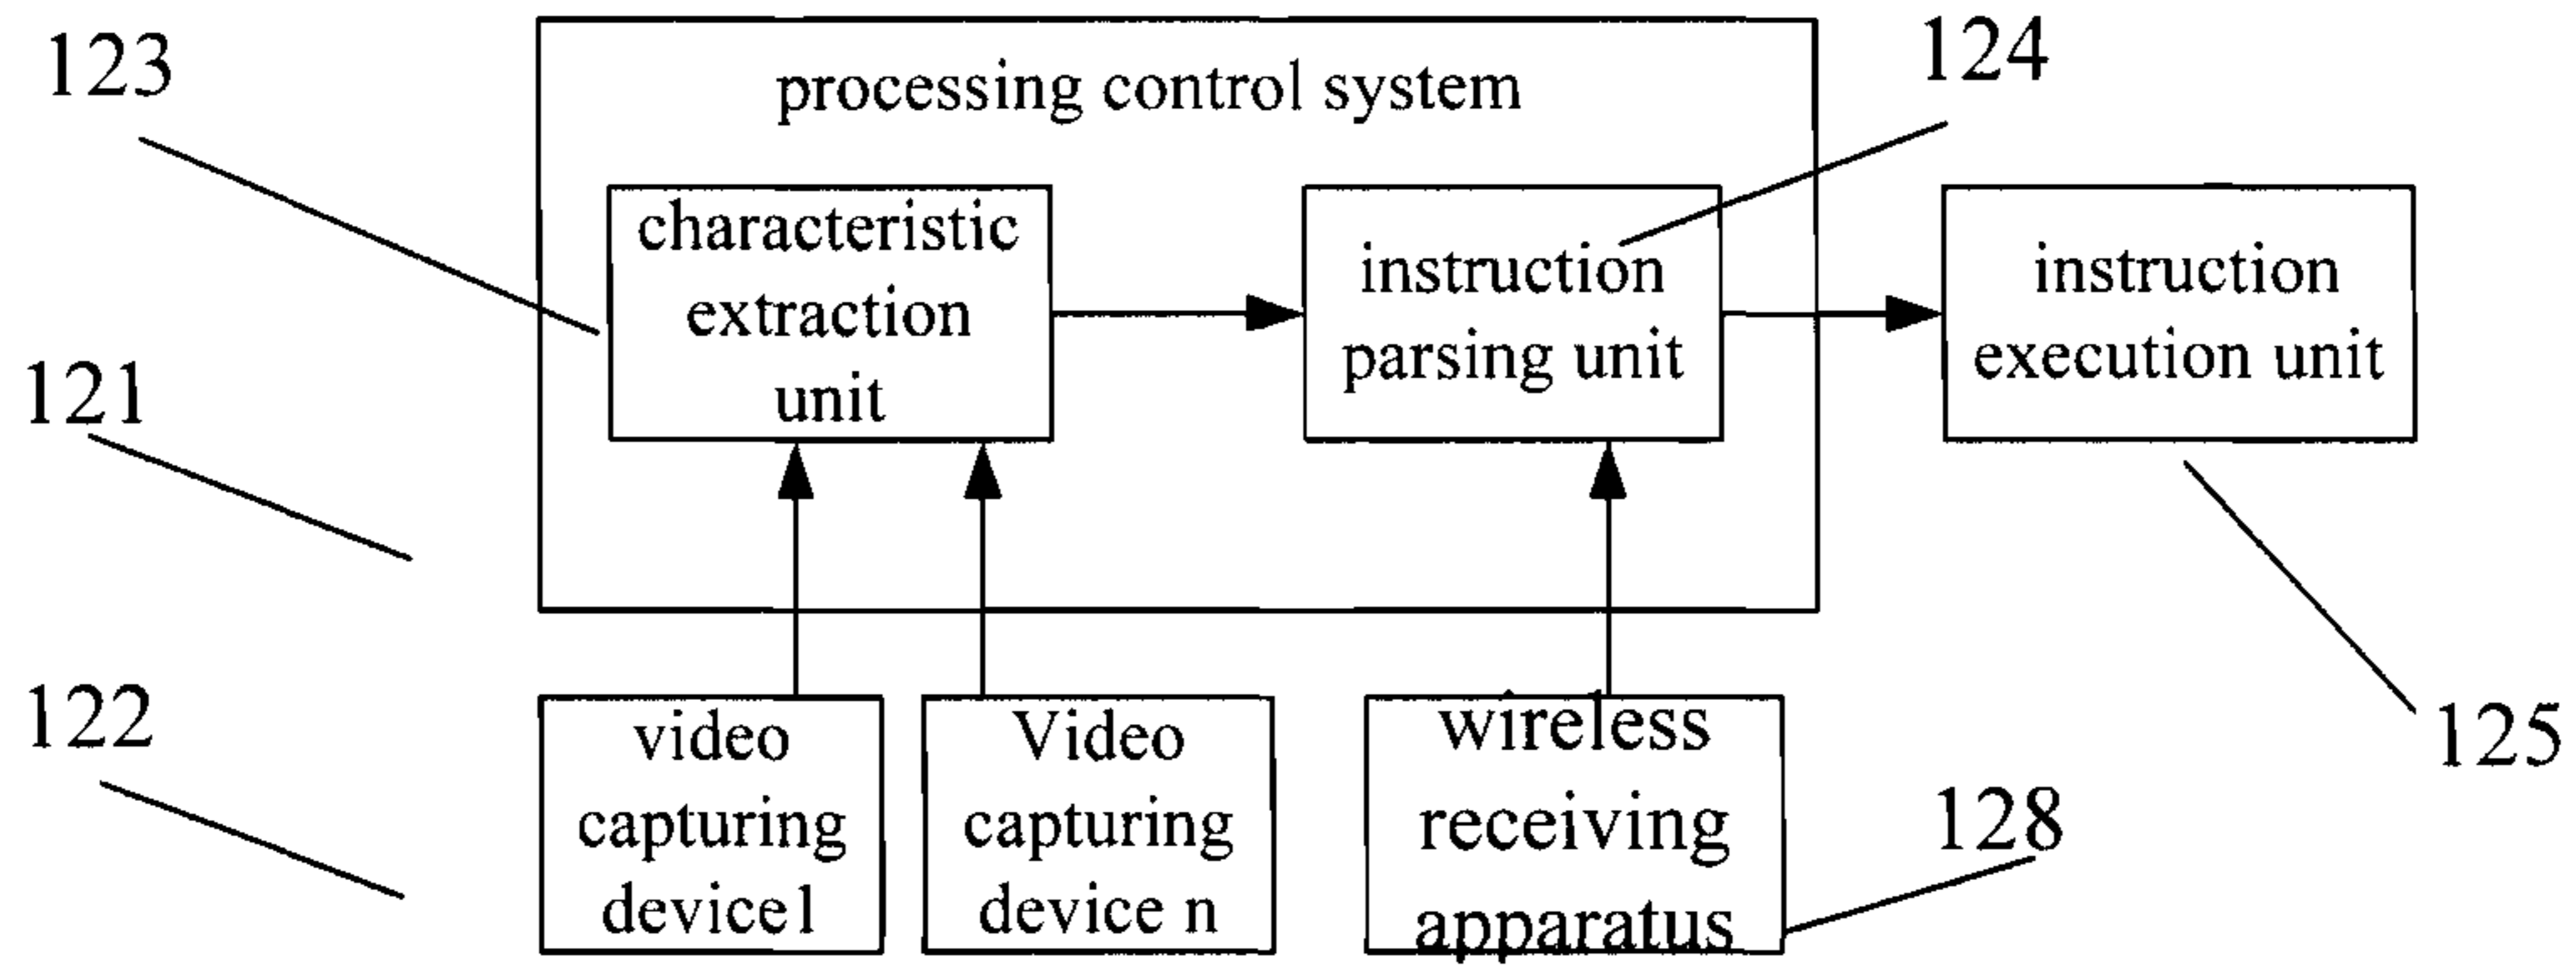 123
processing control system
124
characteristic
extraction
unit
instruction
parsing unit
instruction
execution unit
121
122
video
capturing
device1
Video
capturing
device n
wireless
receiving
apparatus
125
128